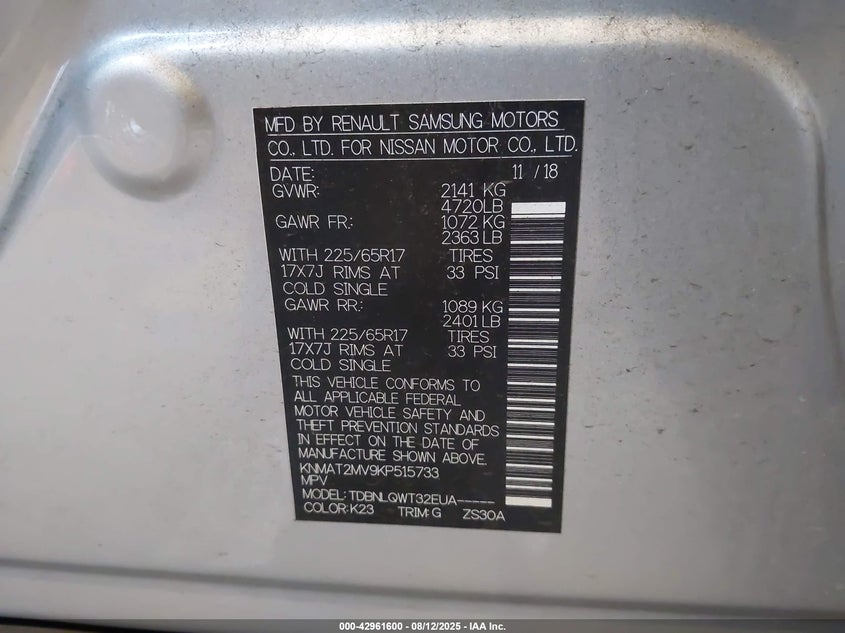 MFD BY RENAULT SAMSUNG MOTORS
CO., LTD. FOR NISSAN MOTOR CO., LTD.
DATE: 11 / 18
GVWR: 2141 KG
4720LB
GAWR FR.: 1072 KG
2363 LB
WITH 225/65R17 TIRES
17X7J RIMS AT 33 PSI
COLD SINGLE
GAWR RR.: 1089 KG
2401 LB
WITH 225/65R17 TIRES
17X7J RIMS AT 33 PSI
COLD SINGLE
THIS VEHICLE CONFORMS TO
ALL APPLICABLE FEDERAL
MOTOR VEHICLE SAFETY AND
THEFT PREVENTION STANDARDS
IN EFFECT ON THE DATE OF
MANUFACTURE SHOWN ABOVE.
KNMAT2MV9KP515733
MPV
MODEL: TDBNLQWT32EUA-----
COLOR: K23 TRIM: G ZS30A
000-42961600 - 08/12/2025 - IAA Inc.